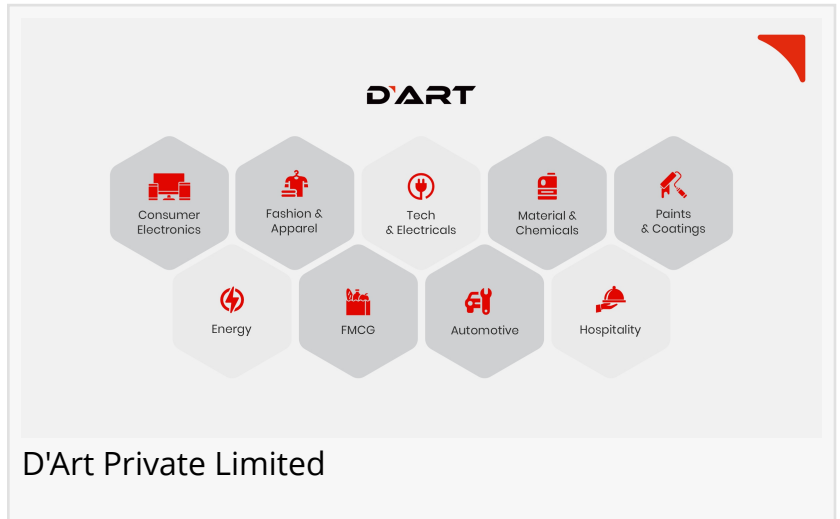 D'ART
Consumer
Electronics
Fashion &
Apparel
Tech
& Electricals
Material &
Chemicals
Paints
& Coatings
Energy
FMCG
Automotive
Hospitality
D'Art Private Limited